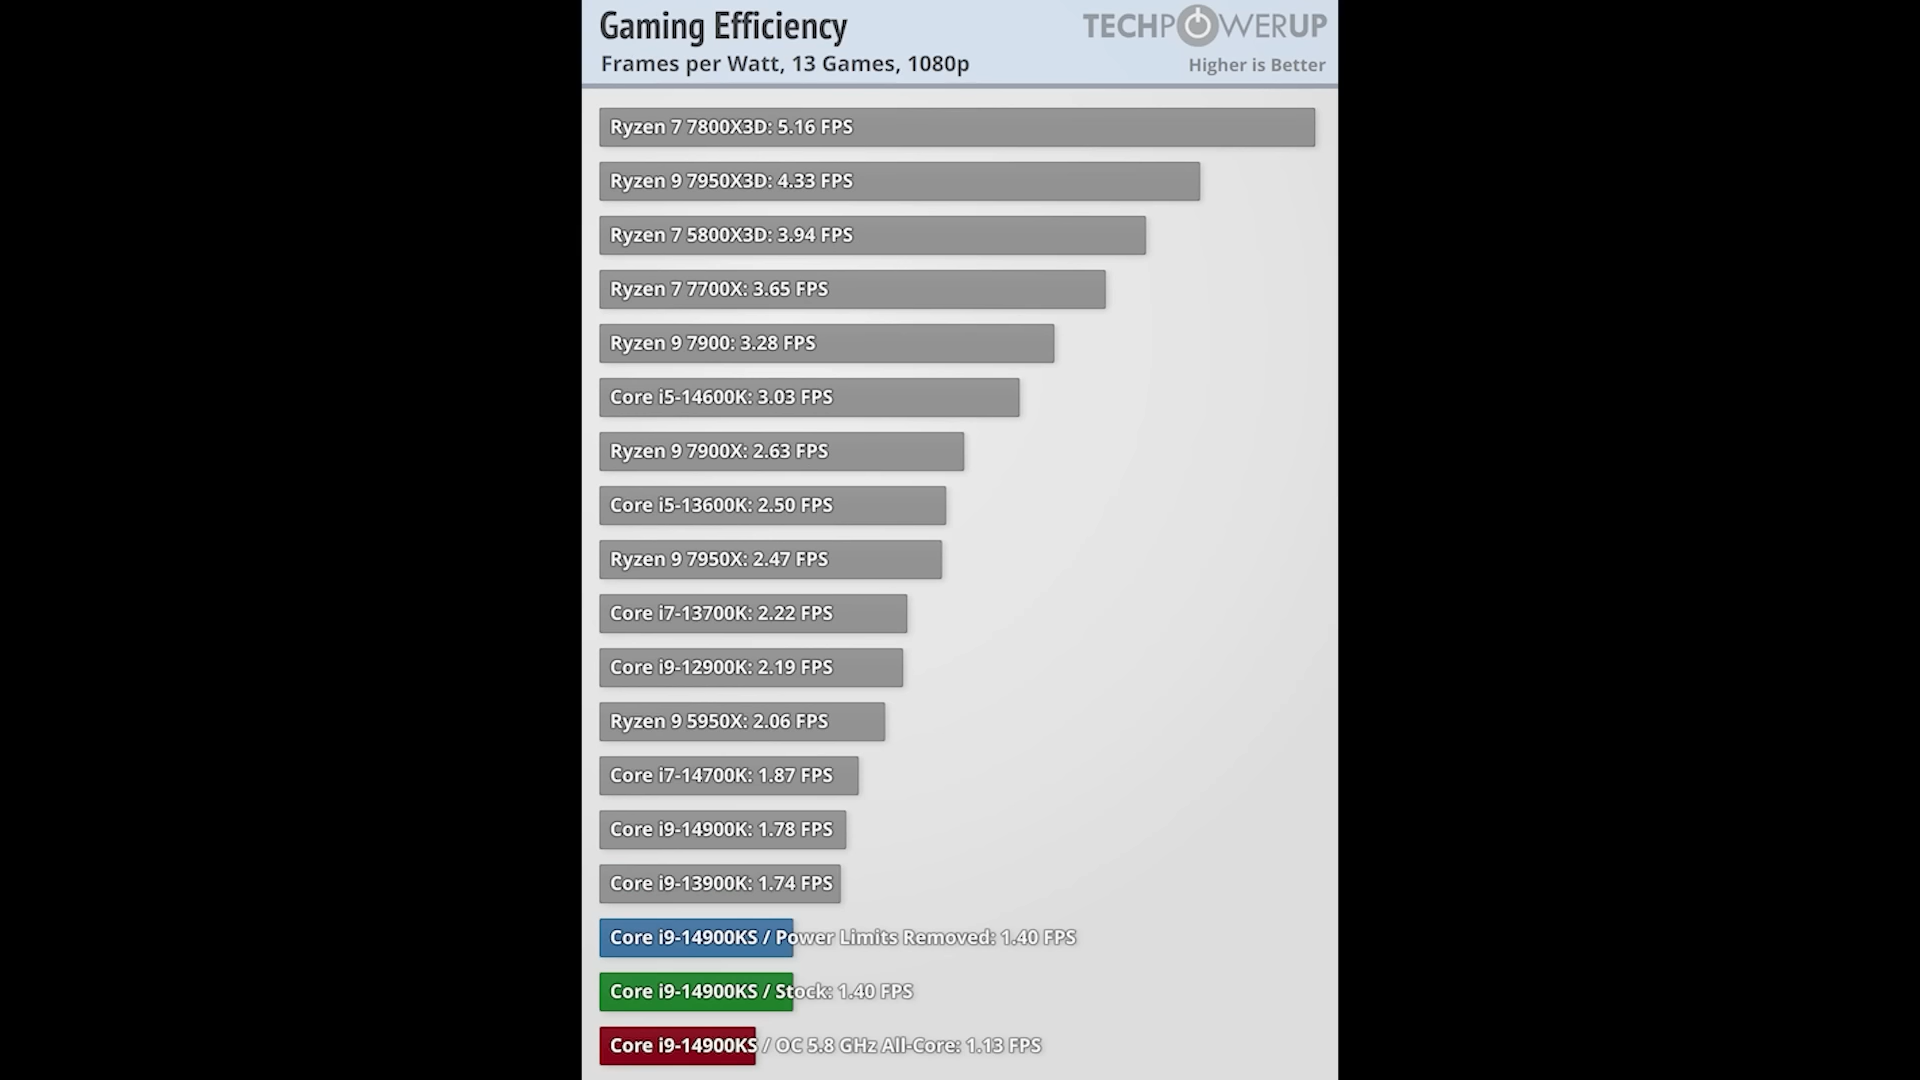 Gaming Efficiency
TECHPOWERUP
Frames per Watt, 13 Games, 1080p
Higher is Better
Ryzen 7 7800X3D: 5.16 FPS
Ryzen 9 7950X3D: 4.33 FPS
Ryzen 7 5800X3D: 3.94 FPS
Ryzen 7 7700X: 3.65 FPS
Ryzen 9 7900: 3.28 FPS
Core i5-14600K: 3.03 FPS
Ryzen 9 7900X: 2.63 FPS
Core i5-13600K: 2.50 FPS
Ryzen 9 7950X: 2.47 FPS
Core i7-13700K: 2.22 FPS
Core i9-12900K: 2.19 FPS
Ryzen 9 5950X: 2.06 FPS
Core i7-14700K: 1.87 FPS
Core i9-14900K: 1.78 FPS
Core i9-13900K: 1.74 FPS
Core i9-14900KS / Power Limits Removed: 1.40 FPS
Core i9-14900KS / Stock: 1.40 FPS
Core i9-14900KS / OC 5.8 GHz All-Core: 1.13 FPS